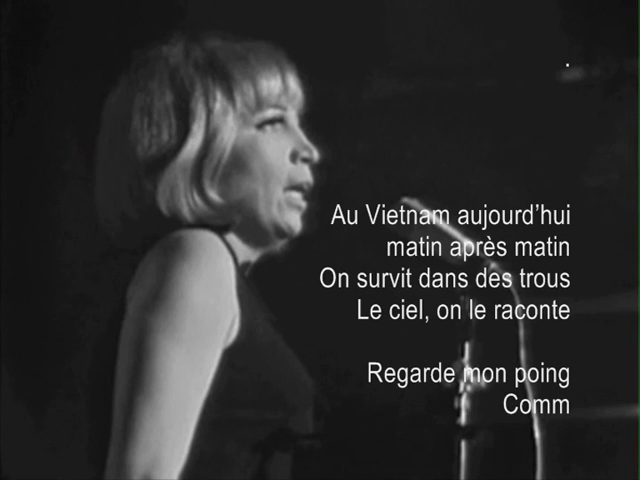 Au Vietnam aujourd’hui
matin après matin
On survit dans des trous
Le ciel, on le raconte
Regarde mon poing
Comm